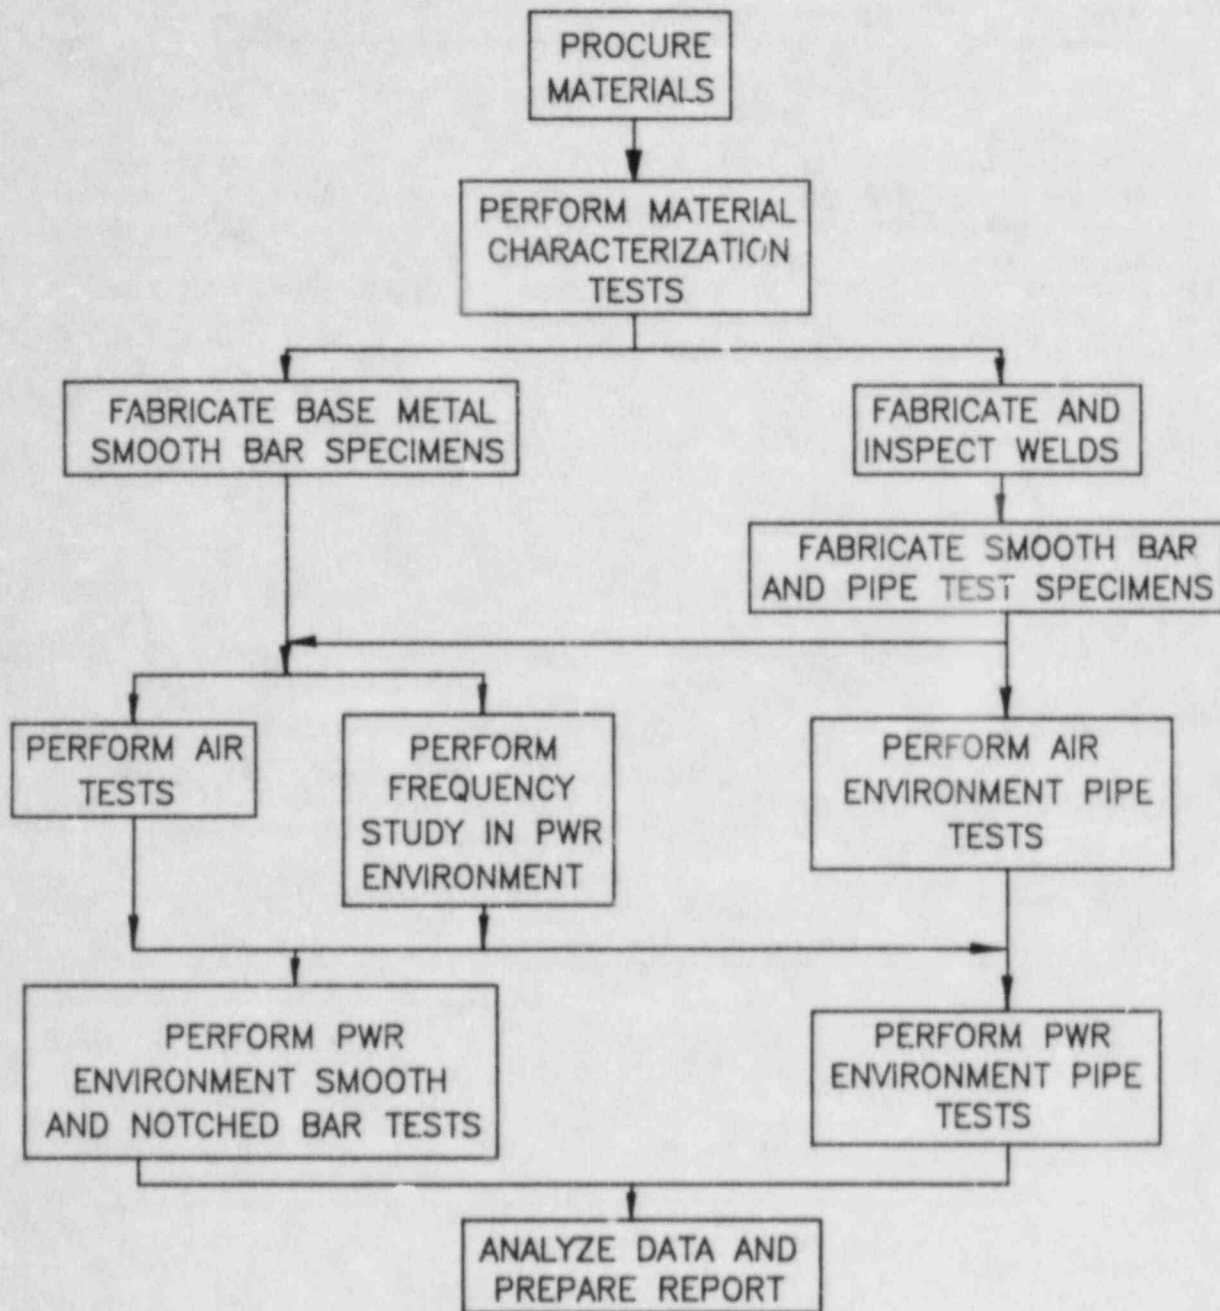 PROCURE
MATERIALS
PERFORM MATERIAL
CHARACTERIZATION
TESTS
FABRICATE BASE METAL
SMOOTH BAR SPECIMENS
FABRICATE AND
INSPECT WELDS
FABRICATE SMOOTH BAR
AND PIPE TEST SPECIMENS
PERFORM AIR
TESTS
PERFORM
FREQUENCY
STUDY IN PWR
ENVIRONMENT
PERFORM AIR
ENVIRONMENT PIPE
TESTS
PERFORM PWR
ENVIRONMENT SMOOTH
AND NOTCHED BAR TESTS
PERFORM PWR
ENVIRONMENT PIPE
TESTS
ANALYZE DATA AND
PREPARE REPORT